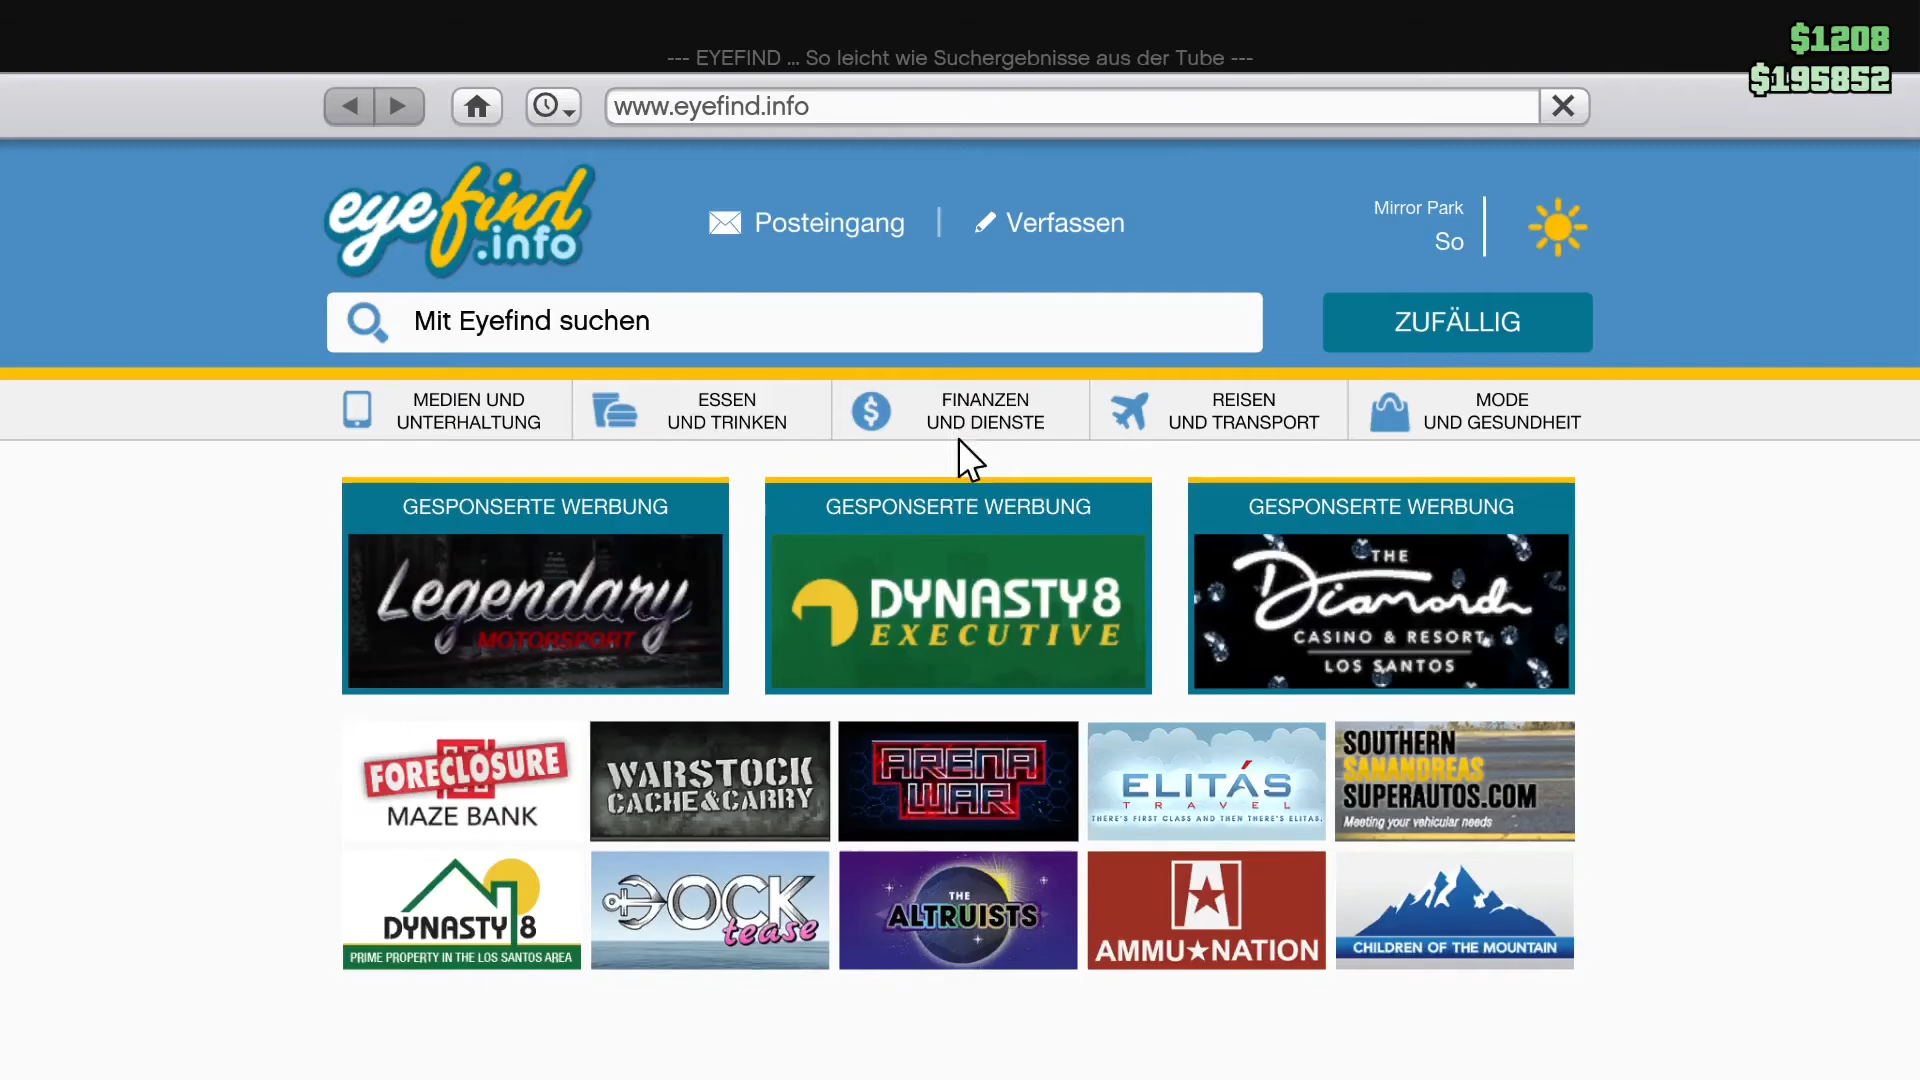 --- EYEFIND ... So leicht wie Suchergebnisse aus der Tube ---
$1208
$195852
www.eyefind.info
eyefind
.info
Posteingang
Verfassen
Mirror Park
So
Mit Eyefind suchen
ZUFÄLLIG
MEDIEN UND
UNTERHALTUNG
ESSEN
UND TRINKEN
FINANZEN
UND DIENSTE
REISEN
UND TRANSPORT
MODE
UND GESUNDHEIT
GESPONSERTE WERBUNG
Legendary
MOTORSPORT
GESPONSERTE WERBUNG
DYNASTY8
EXECUTIVE
GESPONSERTE WERBUNG
THE
Diamond
CASINO & RESORT
LOS SANTOS
FORECLOSURE
MAZE BANK
WARSTOCK
CACHE&CARRY
ARENA
WAR
ELITÁS
TRAVEL
THERE'S FIRST CLASS AND THEN THERE'S ELITAS.
SOUTHERN
SANANDREAS
SUPERAUTOS.COM
Meeting your vehicular needs
DYNASTY 8
PRIME PROPERTY IN THE LOS SANTOS AREA
DOCK
tease
THE
ALTRUISTS
AMMU★NATION
CHILDREN OF THE MOUNTAIN